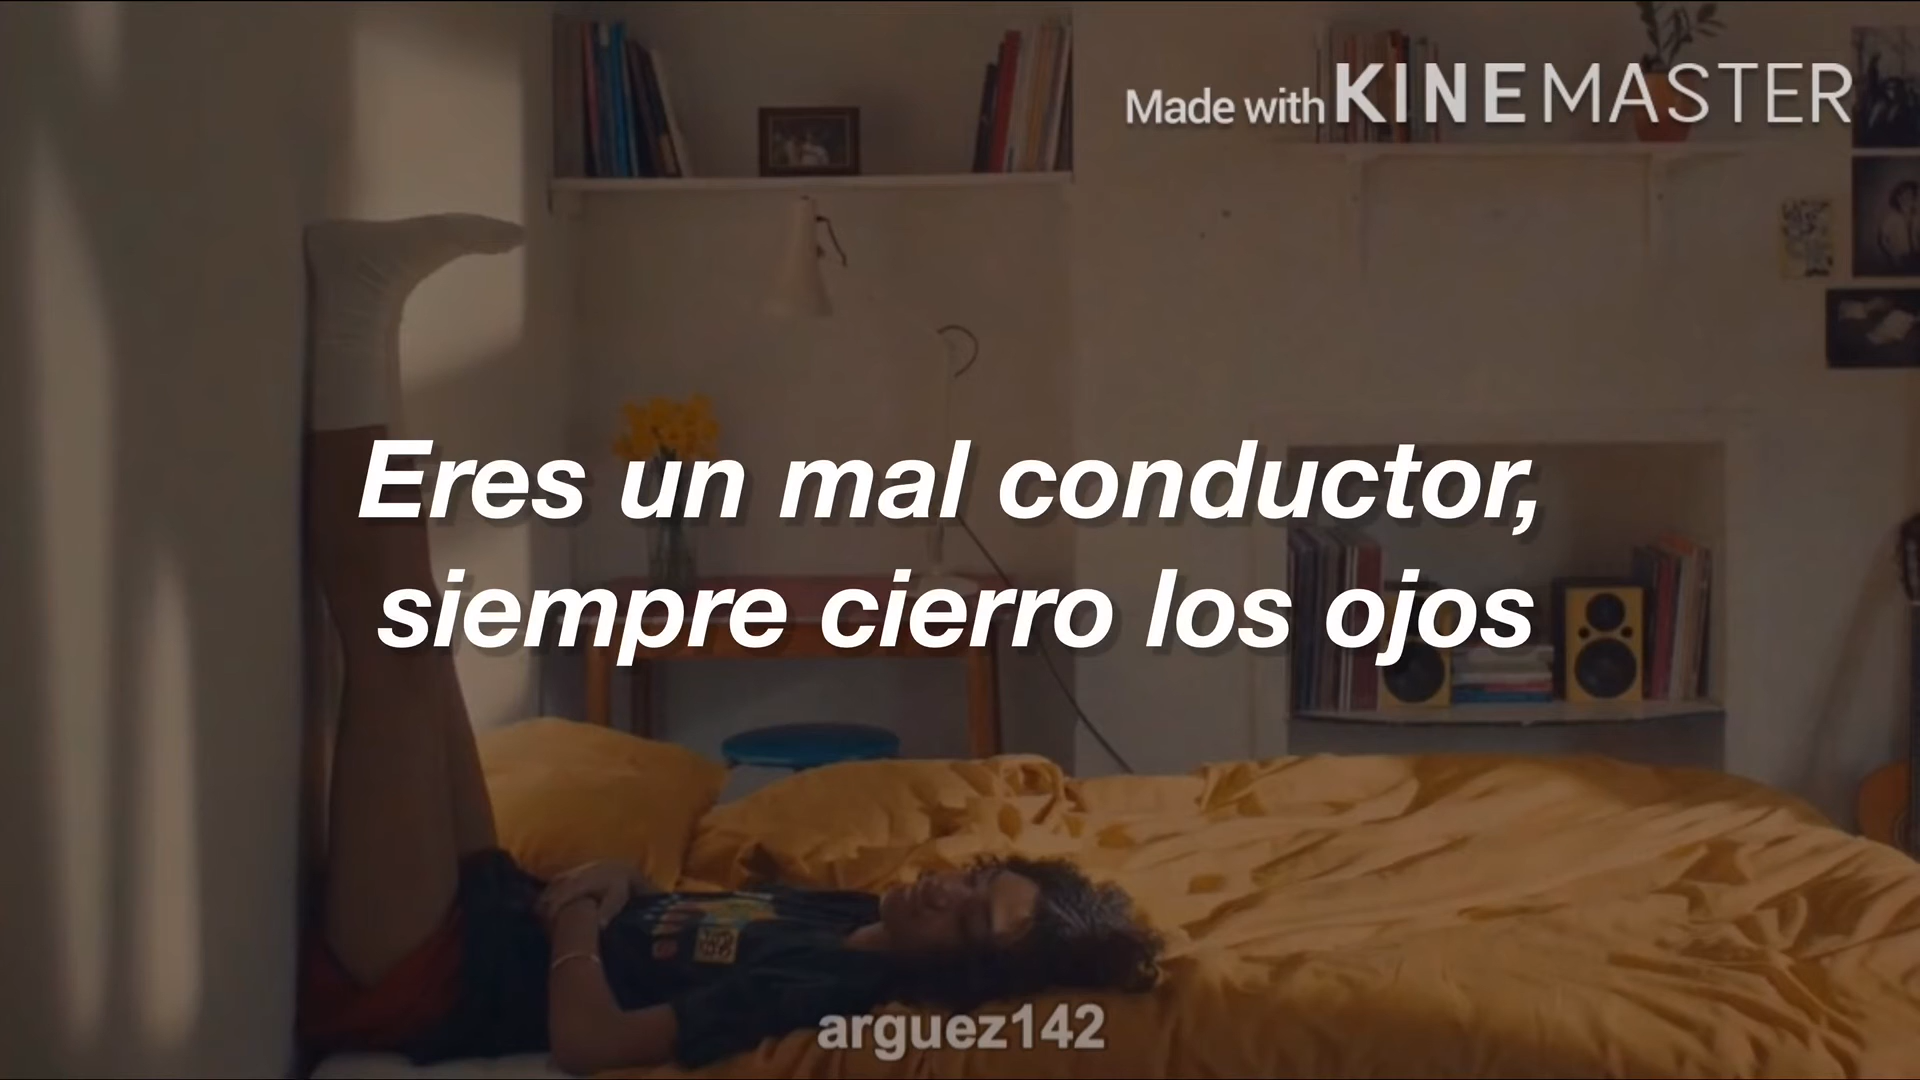 Made with KINEMASTER
Eres un mal conductor,
siempre cierro los ojos
arguez142